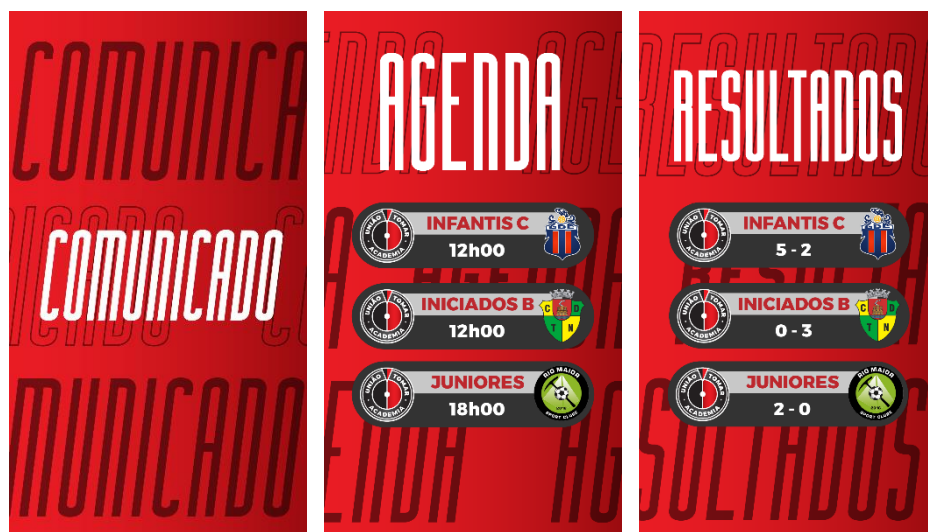 COMUNICA
COMUNICADO
MUNICADO
AGENDA
INFANTIS C
12h00
UNIÃO TOMAR
ACADEMIA
INICIADOS B
12h00
UNIÃO TOMAR
ACADEMIA
C D
T N
JUNIORES
18h00
UNIÃO TOMAR
ACADEMIA
RIO MAIOR
SPORT CLUBE
RESULTADOS
INFANTIS C
5 - 2
UNIÃO TOMAR
ACADEMIA
INICIADOS B
0 - 3
UNIÃO TOMAR
ACADEMIA
C D
T N
JUNIORES
2 - 0
UNIÃO TOMAR
ACADEMIA
RIO MAIOR
SPORT CLUBE